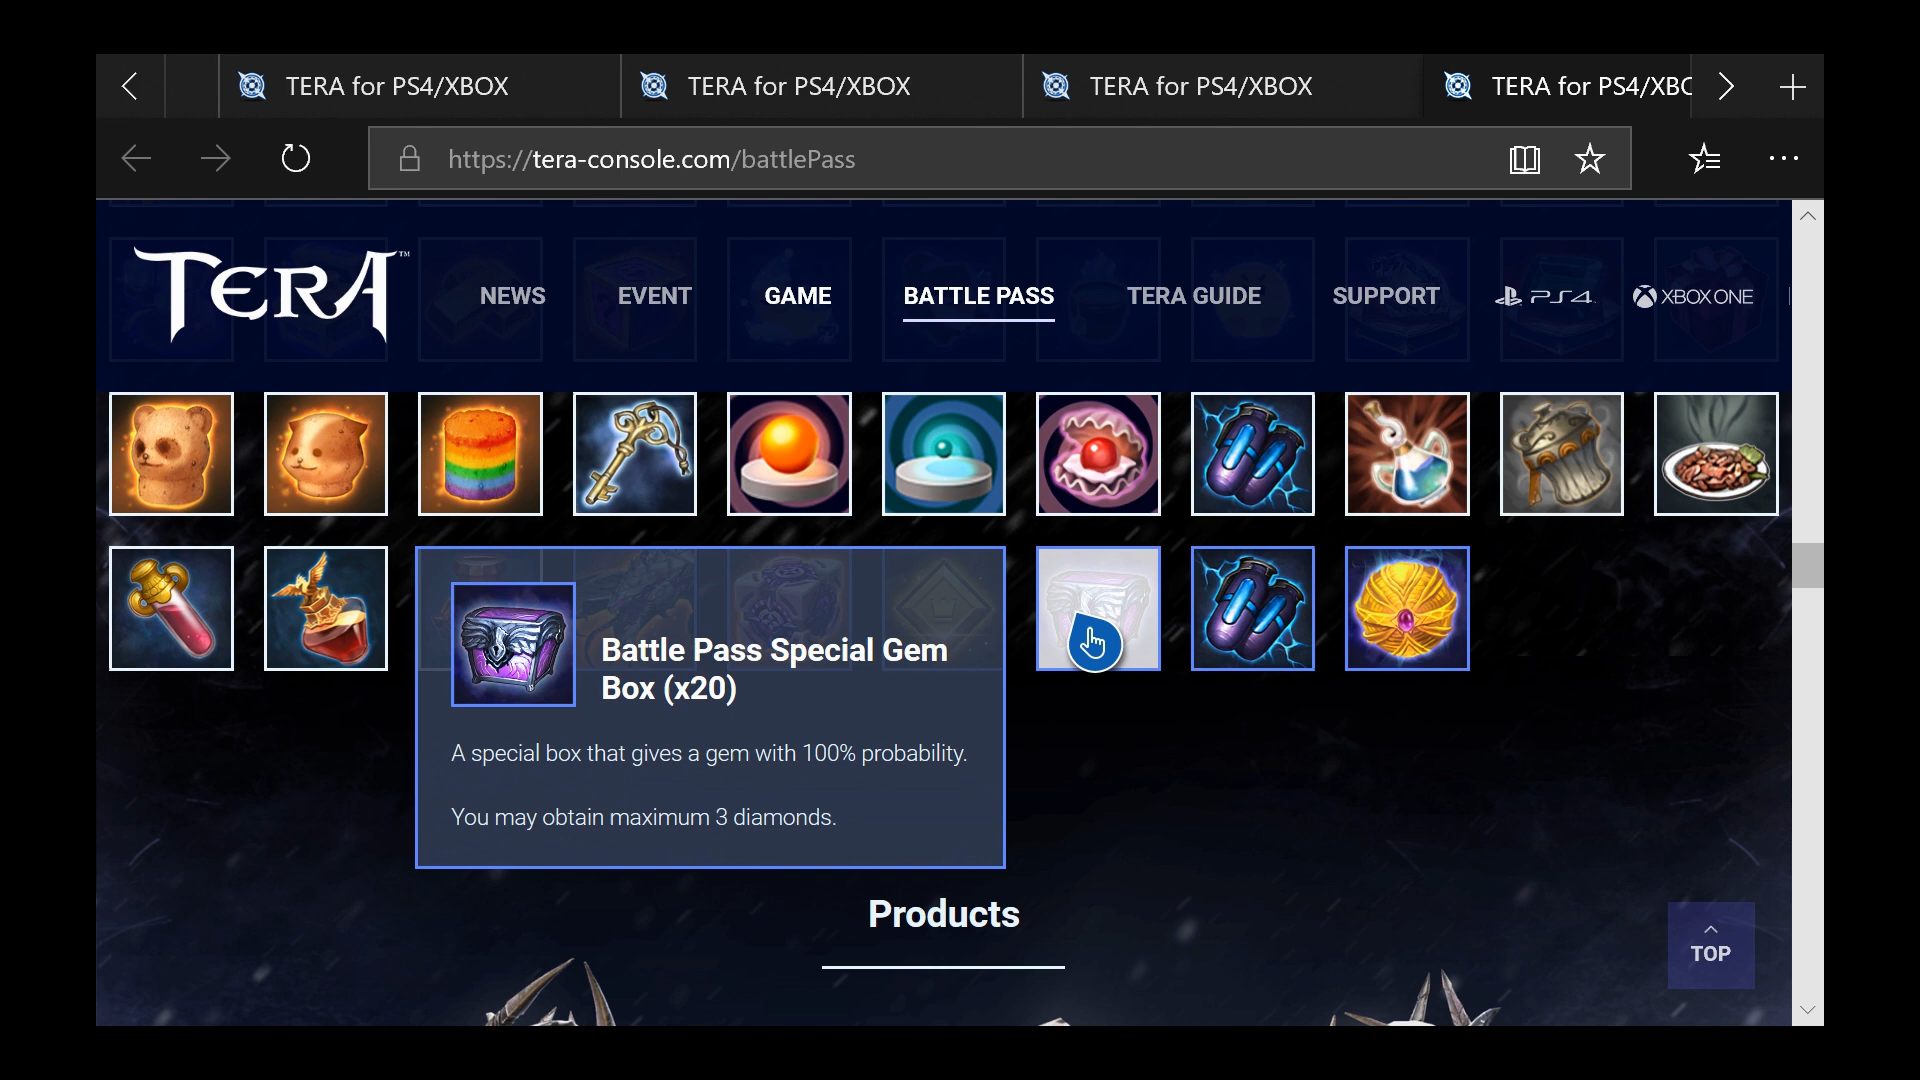 TERA for PS4/XBOX
TERA for PS4/XBOX
TERA for PS4/XBOX
TERA for PS4/XBC
https://tera-console.com/battlePass
TERA™
NEWS
EVENT
GAME
BATTLE PASS
TERA GUIDE
SUPPORT
PS4
XBOX ONE
Battle Pass Special Gem
Box (x20)
A special box that gives a gem with 100% probability.
You may obtain maximum 3 diamonds.
Products
TOP